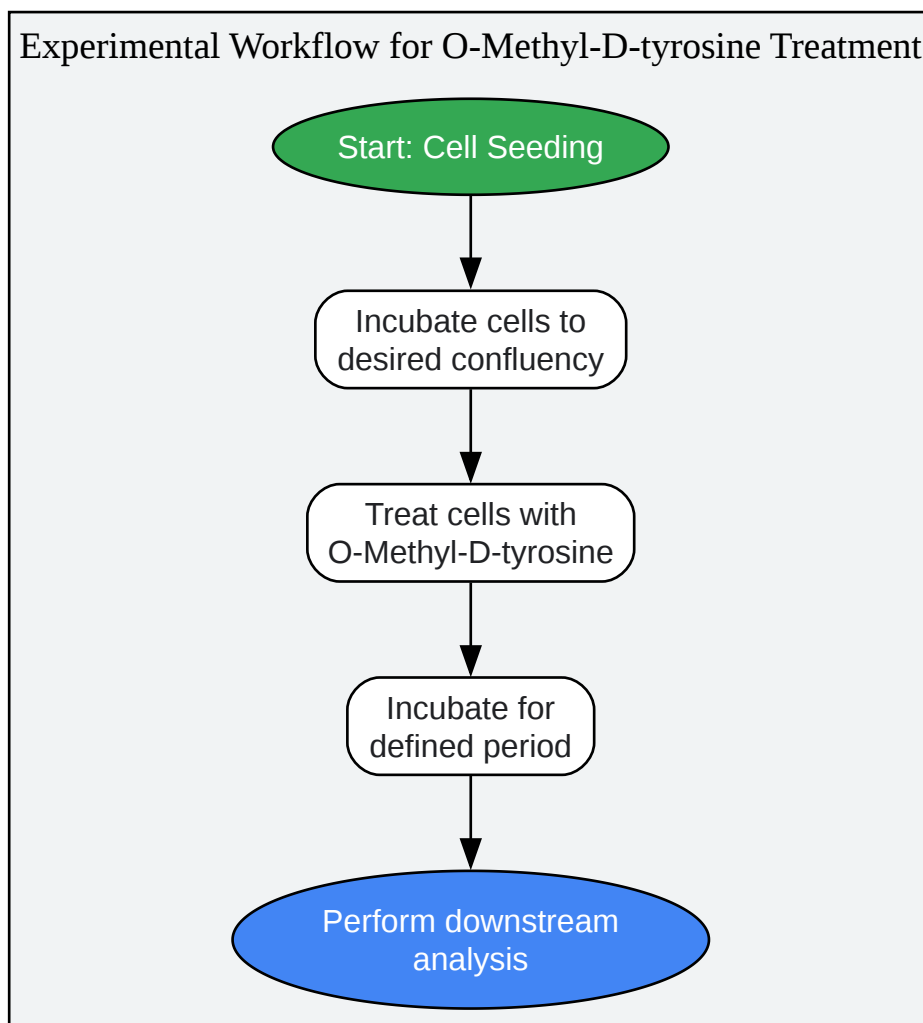 Experimental Workflow for O-Methyl-D-tyrosine Treatment
Start: Cell Seeding
Incubate cells to
desired confluency
Treat cells with
O-Methyl-D-tyrosine
Incubate for
defined period
Perform downstream
analysis